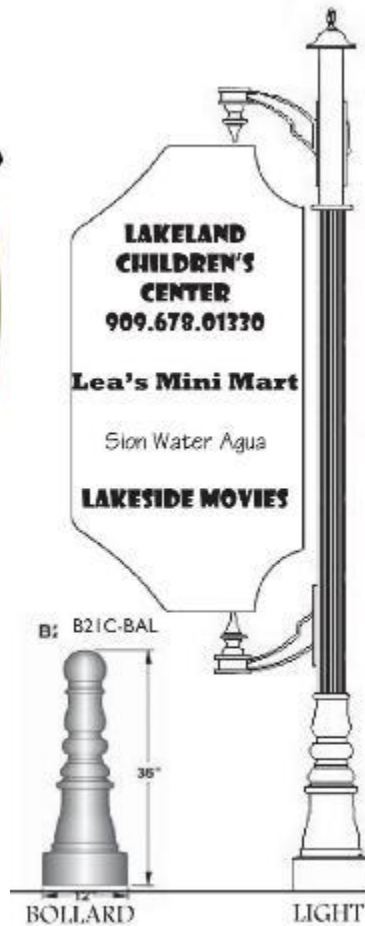 LAKELAND
CHILDREN'S
CENTER
909.678.01330
Lea's Mini Mart
Sion Water Agua
LAKESIDE MOVIES
B21C-BAL
36"
12"
BOLLARD
LIGHT